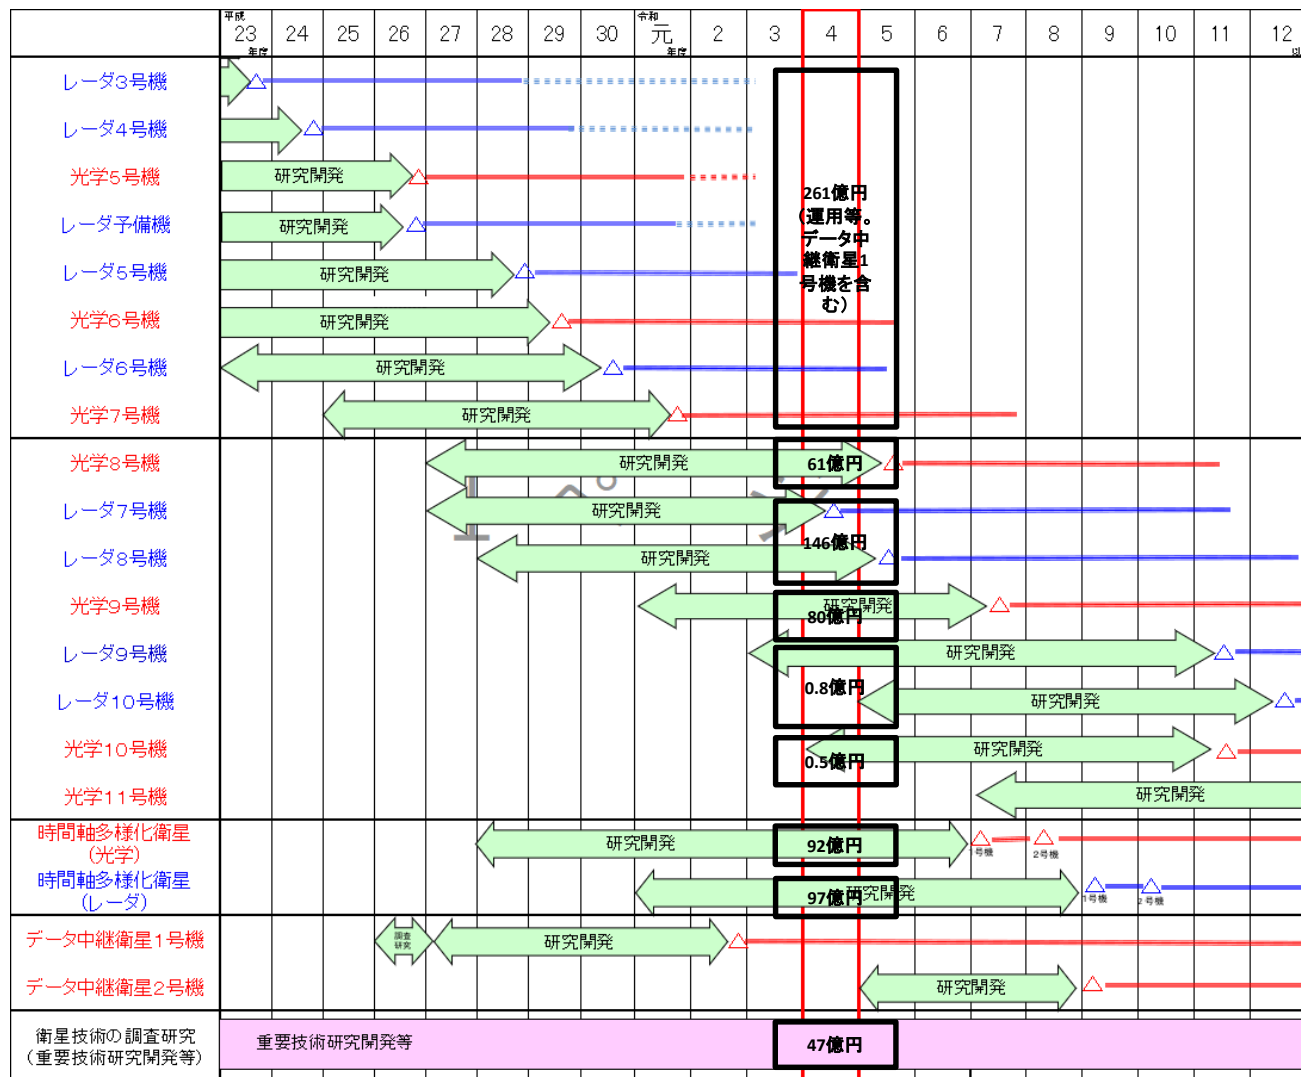 平成 令和
23 24 25 26 27 28 29 30 元 2 3 4 5 6 7 8 9 10 11 12
年度 年度
レーダ3号機
レーダ4号機
光学5号機 研究開発
レーダ予備機 研究開発
レーダ5号機 研究開発
光学6号機 研究開発
レーダ6号機 研究開発
光学7号機 研究開発
261億円
(運用等。
データ中
継衛星1
号機を含
む)
光学8号機 研究開発 61億円
レーダ7号機 研究開発
146億円
レーダ8号機 研究開発
光学9号機 研究開発
80億円
レーダ9号機 研究開発
0.8億円
レーダ10号機 研究開発
光学10号機 研究開発
0.5億円
光学11号機 研究開発
時間軸多様化衛星
(光学)
研究開発 92億円
1号機 2号機
時間軸多様化衛星
(レーダ)
研究開発
97億円
1号機 2号機
データ中継衛星1号機
調査
研究
研究開発
データ中継衛星2号機 研究開発
衛星技術の調査研究
(重要技術研究開発等)
重要技術研究開発等 47億円